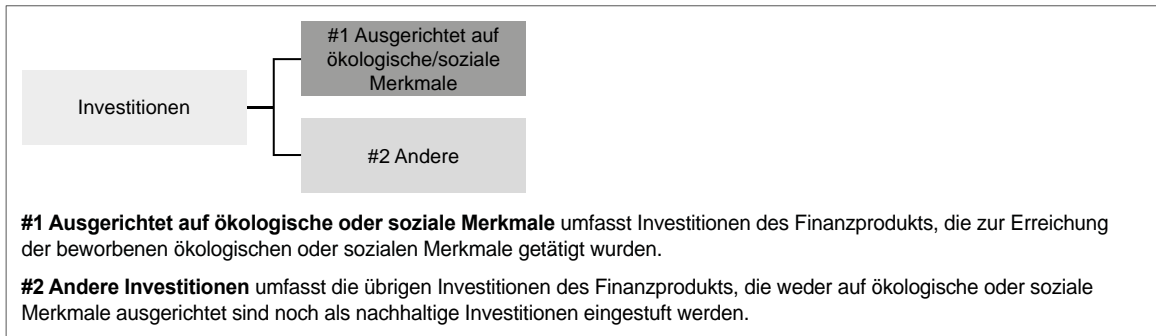 #1 Ausgerichtet auf
ökologische/soziale
Merkmale
Investitionen
#2 Andere
#1 Ausgerichtet auf ökologische oder soziale Merkmale umfasst Investitionen des Finanzprodukts, die zur Erreichung
der beworbenen ökologischen oder sozialen Merkmale getätigt wurden.
#2 Andere Investitionen umfasst die übrigen Investitionen des Finanzprodukts, die weder auf ökologische oder soziale
Merkmale ausgerichtet sind noch als nachhaltige Investitionen eingestuft werden.